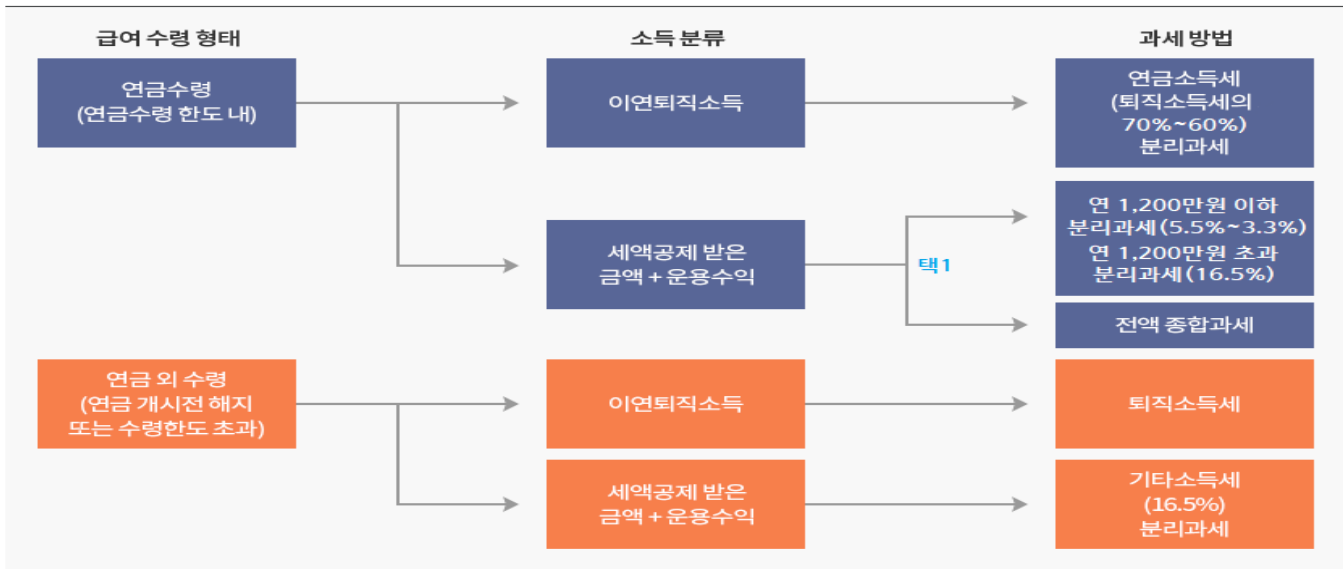 급여 수령 형태
소득 분류
과세 방법
연금수령
(연금수령 한도 내)
이연퇴직소득
연금소득세
(퇴직소득세의
70%~60%)
분리과세
세액공제 받은
금액 + 운용수익
택1
연 1,200만원 이하
분리과세(5.5%~3.3%)
연 1,200만원 초과
분리과세(16.5%)
전액 종합과세
연금 외 수령
(연금 개시전 해지
또는 수령한도 초과)
이연퇴직소득
퇴직소득세
세액공제 받은
금액 + 운용수익
기타소득세
(16.5%)
분리과세